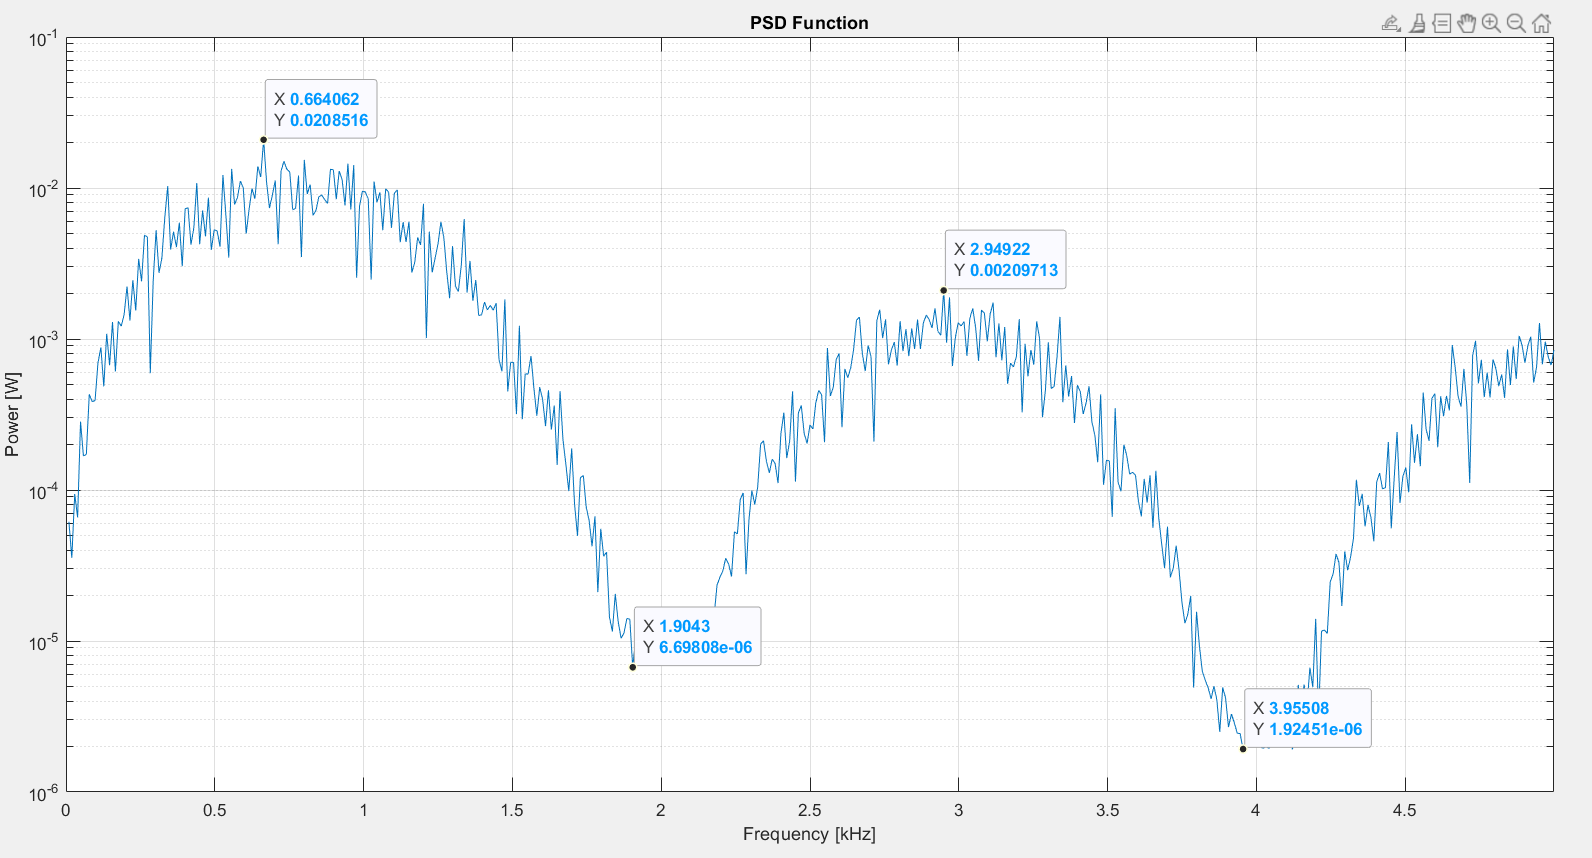 PSD Function
10-1
X 0.664062
Y 0.0208516
10-2
X 2.94922
Y 0.00209713
10-3
Power [W]
10-4
X 1.9043
Y 6.69808e-06
10-5
X 3.95508
Y 1.92451e-06
10-6
0 0.5 1 1.5 2 2.5 3 3.5 4 4.5
Frequency [kHz]